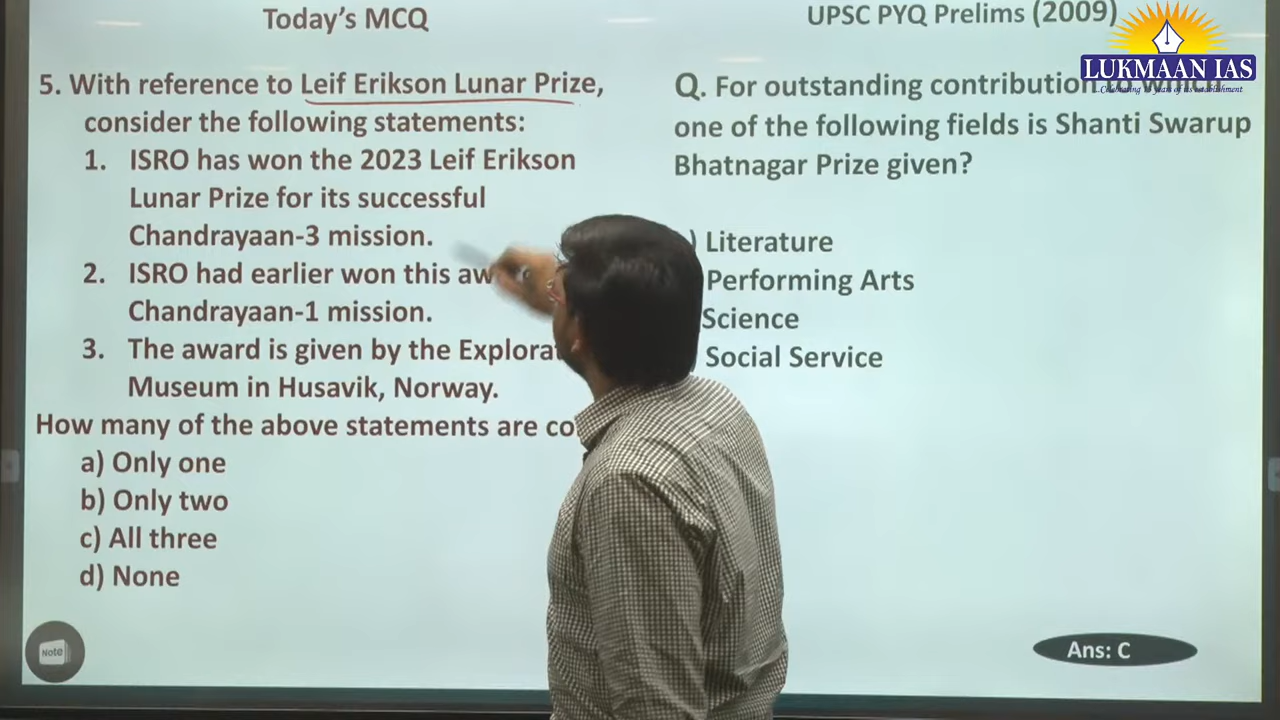 Today's MCQ
5. With reference to Leif Erikson Lunar Prize,
consider the following statements:
1. ISRO has won the 2023 Leif Erikson
Lunar Prize for its successful
Chandrayaan-3 mission.
2. ISRO had earlier won this
Chandrayaan-1 mission.
3. The award is given by the
Museum in Husavik, Norway.
How many of the above statements are
a) Only one
b) Only two
c) All three
d) None
Note
UPSC PYQ Prelims (2009)
LUKMAAN IAS
Q. For outstanding contribution to which
one of the following fields is Shanti Swarup
Bhatnagar Prize given?
) Literature
Performing Arts
Science
Social Service
Ans: C